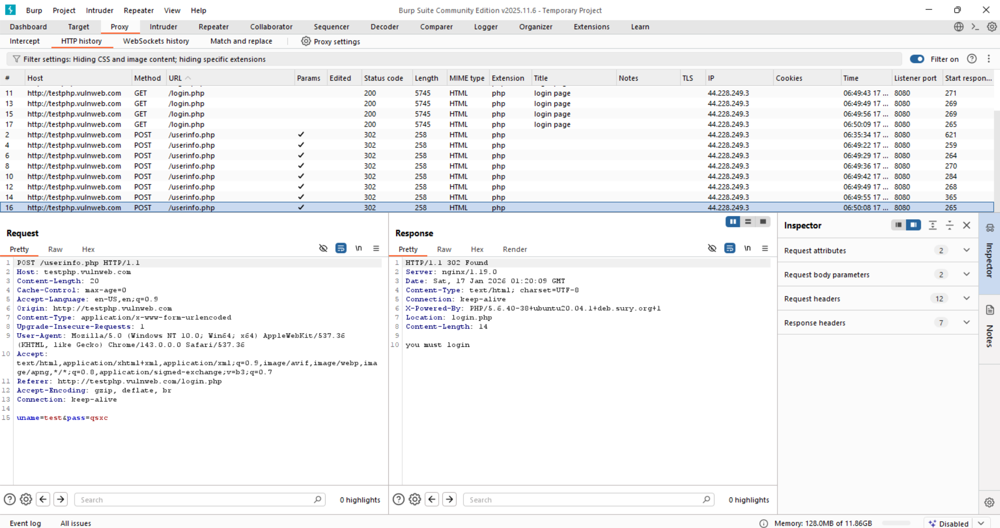 Burp Project Intruder Repeater View Help Burp Suite Community Edition v2025.11.6 - Temporary Project
Dashboard Target Proxy Intruder Repeater Collaborator Sequencer Decoder Comparer Logger Organizer Extensions Learn
Intercept HTTP history WebSockets history Match and replace Proxy settings
Filter settings: Hiding CSS and image content; hiding specific extensions Filter on
# Host Method URL Params Edited Status code Length MIME type Extension Title Notes TLS IP Cookies Time Listener port Start respon...
11 http://testphp.vulnweb.com GET /login.php 200 5745 HTML php login page 44.228.249.3 06:49:43 17 ... 8080 271
13 http://testphp.vulnweb.com GET /login.php 200 5745 HTML php login page 44.228.249.3 06:49:49 17 ... 8080 269
15 http://testphp.vulnweb.com GET /login.php 200 5745 HTML php login page 44.228.249.3 06:49:56 17 ... 8080 269
17 http://testphp.vulnweb.com GET /login.php 200 5745 HTML php login page 44.228.249.3 06:50:09 17 ... 8080 265
2 http://testphp.vulnweb.com POST /userinfo.php ✓ 302 258 HTML php 44.228.249.3 06:35:34 17 ... 8080 621
4 http://testphp.vulnweb.com POST /userinfo.php ✓ 302 258 HTML php 44.228.249.3 06:49:22 17 ... 8080 259
6 http://testphp.vulnweb.com POST /userinfo.php ✓ 302 258 HTML php 44.228.249.3 06:49:29 17 ... 8080 264
8 http://testphp.vulnweb.com POST /userinfo.php ✓ 302 258 HTML php 44.228.249.3 06:49:36 17 ... 8080 270
10 http://testphp.vulnweb.com POST /userinfo.php ✓ 302 258 HTML php 44.228.249.3 06:49:42 17 ... 8080 284
12 http://testphp.vulnweb.com POST /userinfo.php ✓ 302 258 HTML php 44.228.249.3 06:49:49 17 ... 8080 268
14 http://testphp.vulnweb.com POST /userinfo.php ✓ 302 258 HTML php 44.228.249.3 06:49:55 17 ... 8080 365
16 http://testphp.vulnweb.com POST /userinfo.php ✓ 302 258 HTML php 44.228.249.3 06:50:08 17 ... 8080 265
Request
Pretty Raw Hex \n
1 POST /userinfo.php HTTP/1.1
2 Host: testphp.vulnweb.com
3 Content-Length: 20
4 Cache-Control: max-age=0
5 Accept-Language: en-US,en;q=0.9
6 Origin: http://testphp.vulnweb.com
7 Content-Type: application/x-www-form-urlencoded
8 Upgrade-Insecure-Requests: 1
9 User-Agent: Mozilla/5.0 (Windows NT 10.0; Win64; x64) AppleWebKit/537.36
(KHTML, like Gecko) Chrome/143.0.0.0 Safari/537.36
10 Accept:
text/html,application/xhtml+xml,application/xml;q=0.9,image/avif,image/webp,ima
ge/apng,*/*;q=0.8,application/signed-exchange;v=b3;q=0.7
11 Referer: http://testphp.vulnweb.com/login.php
12 Accept-Encoding: gzip, deflate, br
13 Connection: keep-alive
14
15 uname=test&pass=qsxc
Search 0 highlights
Response
Pretty Raw Hex Render \n
1 HTTP/1.1 302 Found
2 Server: nginx/1.19.0
3 Date: Sat, 17 Jan 2026 01:20:09 GMT
4 Content-Type: text/html; charset=UTF-8
5 Connection: keep-alive
6 X-Powered-By: PHP/5.6.40-38+ubuntu20.04.1+deb.sury.org+1
7 Location: login.php
8 Content-Length: 14
9
10 you must login
Search 0 highlights
Inspector
Request attributes 2
Request body parameters 2
Request headers 12
Response headers 7
Inspector
Notes
Event log All issues Memory: 128.0MB of 11.86GB Disabled